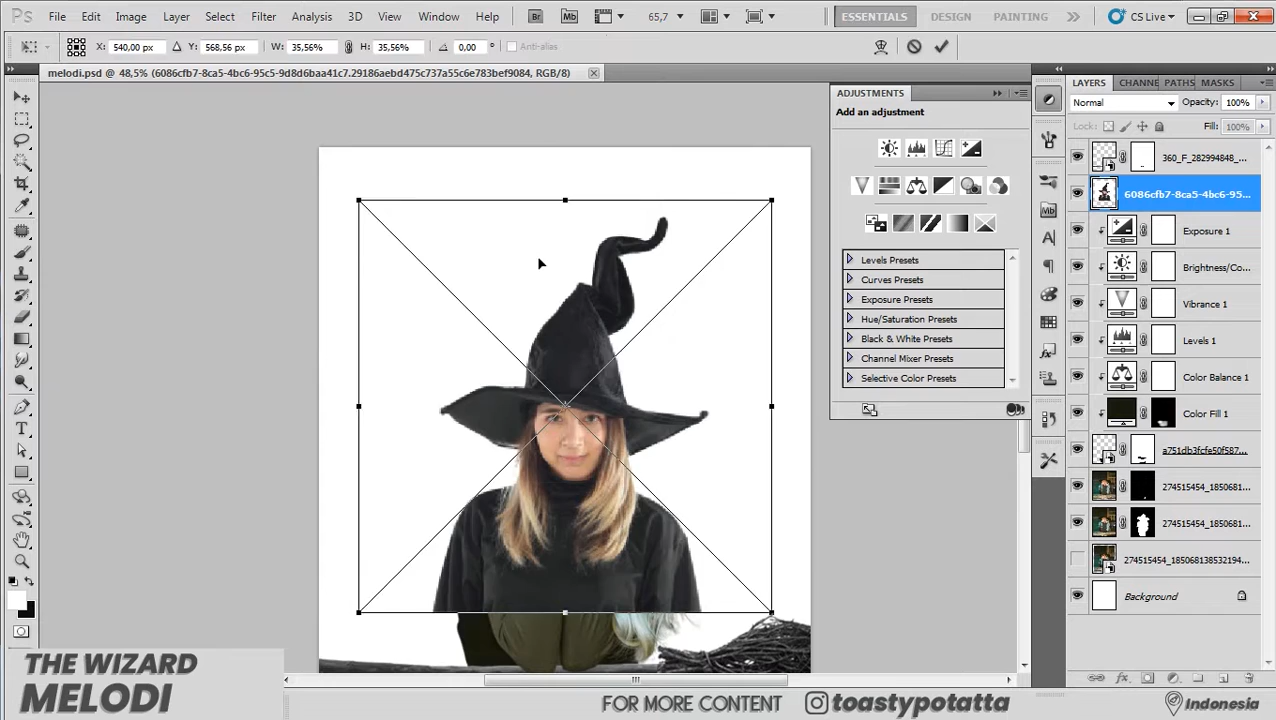 Ps File Edit Image Layer Select Filter Analysis 3D View Window Help Br Mb 65,7 ESSENTIALS DESIGN PAINTING CS Live
X: 540,00 px Y: 568,56 px W: 35,56% H: 35,56% 0,00 ° Anti-alias
melodi.psd @ 48,5% (6086cfb7-8ca5-4bc6-95c5-9d8d6baa41c7.29186aebd475c737a55c6e783bef9084, RGB/8)
ADJUSTMENTS
Add an adjustment
Levels Presets
Curves Presets
Exposure Presets
Hue/Saturation Presets
Black & White Presets
Channel Mixer Presets
Selective Color Presets
LAYERS CHANNE PATHS MASKS
Normal Opacity: 100%
Lock: Fill: 100%
360_F_282994848_...
6086cfb7-8ca5-4bc6-95...
Exposure 1
Brightness/Co...
Vibrance 1
Levels 1
Color Balance 1
Color Fill 1
a751db3fcfe50f587...
274515454_1850681...
274515454_1850681...
274515454_185068138532194...
Background
THE WIZARD
MELODI
FOR MORE CONTENT toastypotatta
Indonesia